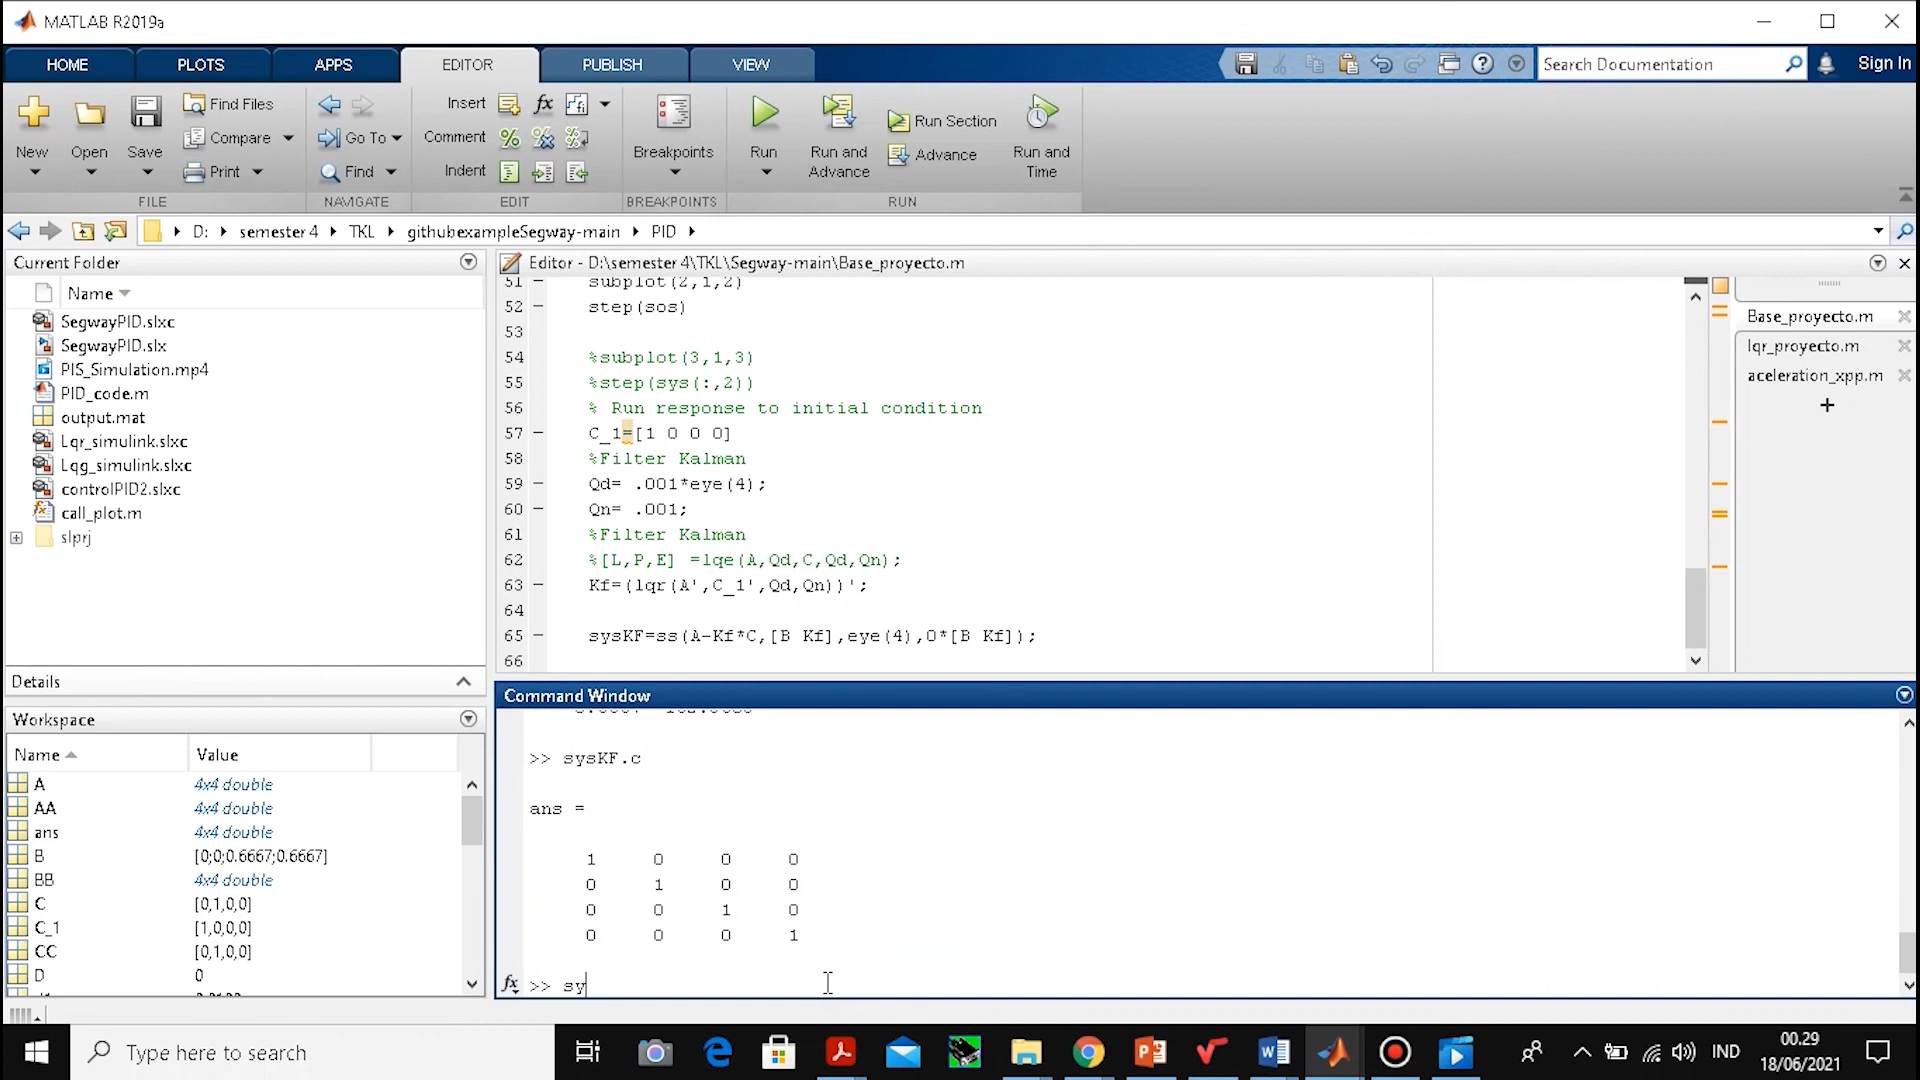 MATLAB R2019a
HOME PLOTS APPS EDITOR PUBLISH VIEW Search Documentation Sign In
New Open Save Find Files Compare Print Go To Find Insert Comment Indent Breakpoints Run Run and Advance Run Section Advance Run and Time
FILE NAVIGATE EDIT BREAKPOINTS RUN
D: semester 4 TKL githubexampleSegway-main PID
Current Folder
Name
SegwayPID.slxc
SegwayPID.slx
PIS_Simulation.mp4
PID_code.m
output.mat
Lqr_simulink.slxc
Lqg_simulink.slxc
controlPID2.slxc
call_plot.m
slprj
Details
Workspace
Name Value
A 4x4 double
AA 4x4 double
ans 4x4 double
B [0;0;0.6667;0.6667]
BB 4x4 double
C [0,1,0,0]
C_1 [1,0,0,0]
CC [0,1,0,0]
D 0
Editor - D:\semester 4\TKL\Segway-main\Base_proyecto.m
51 subplot(2,1,2)
52 step(sos)
53
54 %subplot(3,1,3)
55 %step(sys(:,2))
56 % Run response to initial condition
57 C_1=[1 0 0 0]
58 %Filter Kalman
59 Qd= .001*eye(4);
60 Qn= .001;
61 %Filter Kalman
62 %[L,P,E] =lqe(A,Qd,C,Qd,Qn);
63 Kf=(lqr(A',C_1',Qd,Qn))';
64
65 sysKF=ss(A-Kf*C,[B Kf],eye(4),0*[B Kf]);
66
Base_proyecto.m
lqr_proyecto.m
aceleration_xpp.m
Command Window
>> sysKF.c
ans =
1 0 0 0
0 1 0 0
0 0 1 0
0 0 0 1
fx >> sy
Type here to search
IND
00.29
18/06/2021